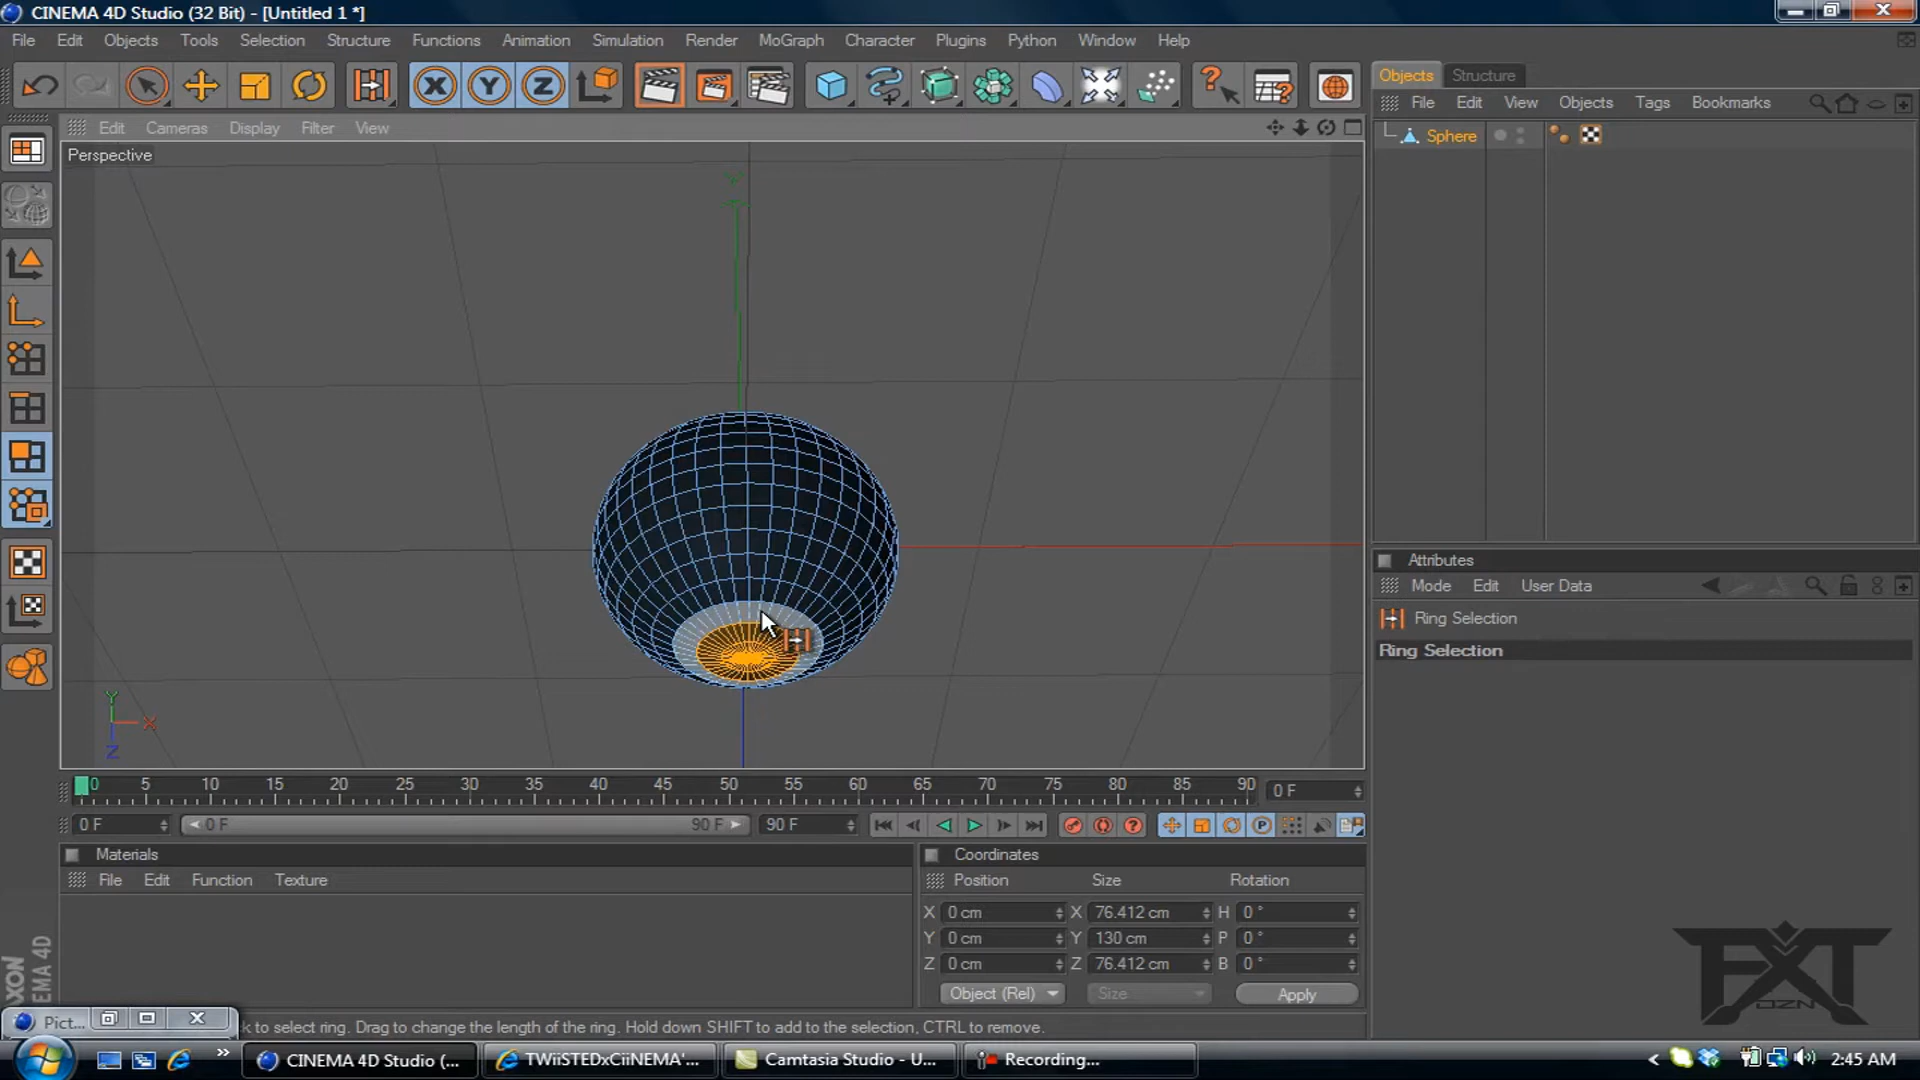 CINEMA 4D Studio (32 Bit) - [Untitled 1 *]
File Edit Objects Tools Selection Structure Functions Animation Simulation Render MoGraph Character Plugins Python Window Help
Objects Structure
File Edit View Objects Tags Bookmarks
Edit Cameras Display Filter View
Sphere
Perspective
Y
X
Y
Z
Attributes
Mode Edit User Data
Ring Selection
Ring Selection
0 5 10 15 20 25 30 35 40 45 50 55 60 65 70 75 80 85 90 0 F
0 F 0 F 90 F 90 F
Materials
File Edit Function Texture
Coordinates
Position Size Rotation
X 0 cm X 76.412 cm H 0 °
Y 0 cm Y 130 cm P 0 °
Z 0 cm Z 76.412 cm B 0 °
Object (Rel) Size Apply
MAXON
CINEMA 4D
FXT
OZN
Pict...
k to select ring. Drag to change the length of the ring. Hold down SHIFT to add to the selection, CTRL to remove.
CINEMA 4D Studio (... TWiiSTEDxCiiNEMA'... Camtasia Studio - U... Recording... 2:45 AM